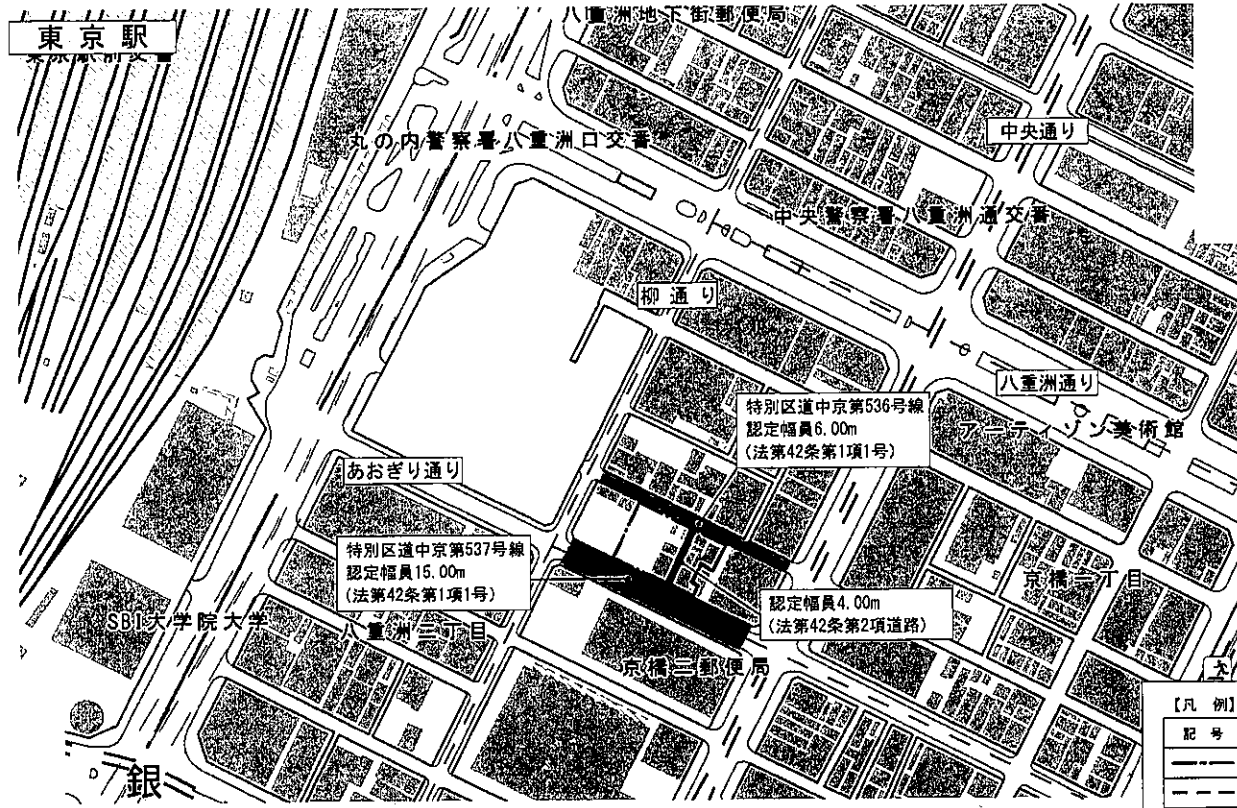 八重洲地下街郵便局
東京駅
東京駅前交番
丸の内警察署八重洲口交番
中央通り
中央警察署八重洲通交番
柳通り
八重洲通り
特別区道中京第536号線
認定幅員6.00m
(法第42条第1項1号)
アーティゾン美術館
あおぎり通り
特別区道中京第537号線
認定幅員15.00m
(法第42条第1項1号)
京橋二丁目
認定幅員4.00m
(法第42条第2項道路)
SBI大学院大学
八重洲二丁目
京橋二郵便局
【凡 例】
記 号
銀